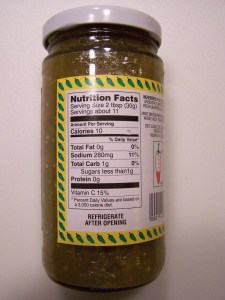 Nutrition Facts
Serving Size 2 tbsp (30g)
Servings about 11
Amount Per Serving
Calories 10
% Daily Value*
Total Fat 0g 0%
Sodium 260mg 11%
Total Carb 1g 0%
Sugars less than1g
Protein 0g
Vitamin C 15%
* Percent Daily Values are based on
a 2,000 calorie diet.
REFRIGERATE
AFTER OPENING